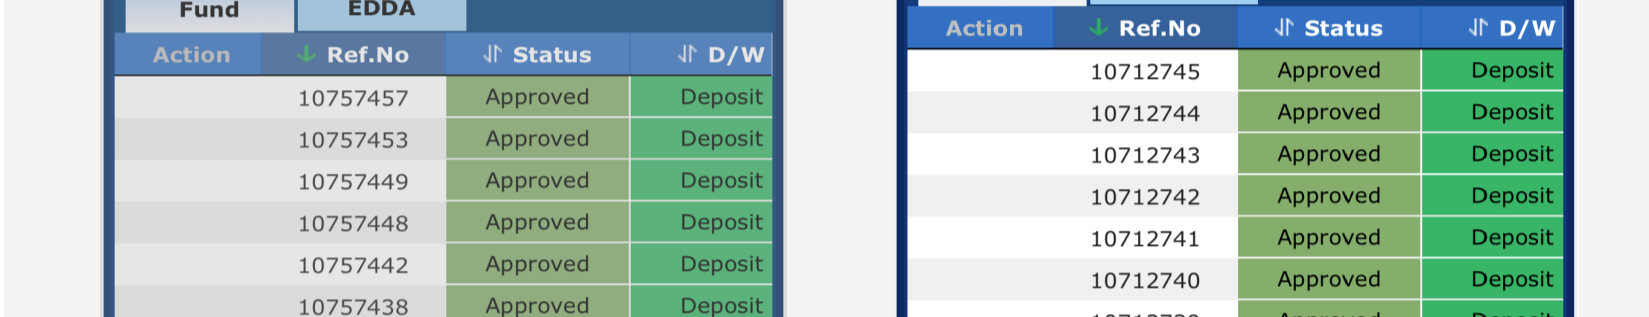 Fund EDDA
Action Ref.No Status D/W
10757457 Approved Deposit
10757453 Approved Deposit
10757449 Approved Deposit
10757448 Approved Deposit
10757442 Approved Deposit
10757438 Approved Deposit
Action Ref.No Status D/W
10712745 Approved Deposit
10712744 Approved Deposit
10712743 Approved Deposit
10712742 Approved Deposit
10712741 Approved Deposit
10712740 Approved Deposit